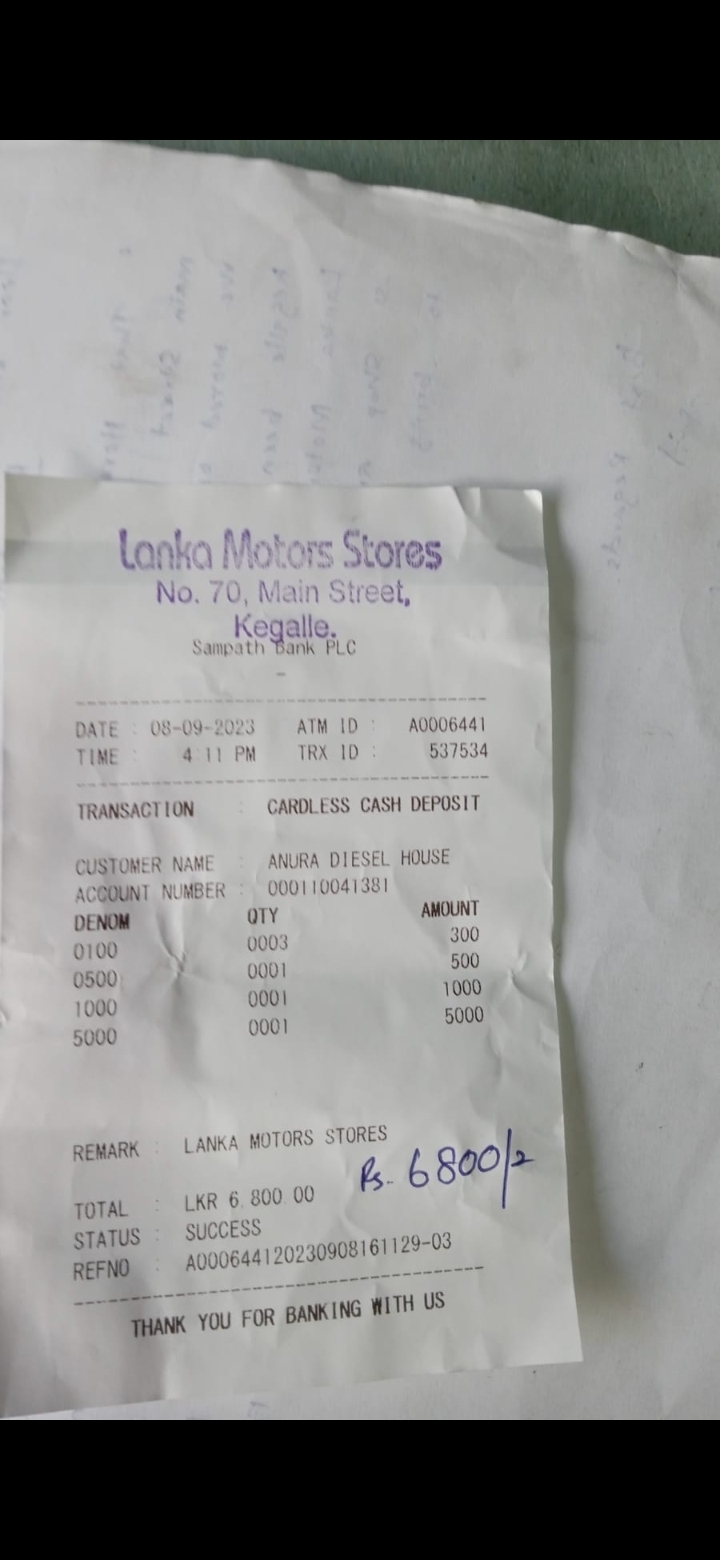 Lanka Motors Stores
No. 70, Main Street,
Kegalle.
Sampath Bank PLC
-
DATE : 08-09-2023 ATM ID : A0006441
TIME : 4:11 PM TRX ID : 537534
TRANSACTION : CARDLESS CASH DEPOSIT
CUSTOMER NAME : ANURA DIESEL HOUSE
ACCOUNT NUMBER : 000110041381
DENOM QTY AMOUNT
0100 0003 300
0500 0001 500
1000 0001 1000
5000 0001 5000
REMARK : LANKA MOTORS STORES
Rs. 6800/=
TOTAL : LKR 6,800.00
STATUS : SUCCESS
REFNO : A000644120230908161129-03
THANK YOU FOR BANKING WITH US